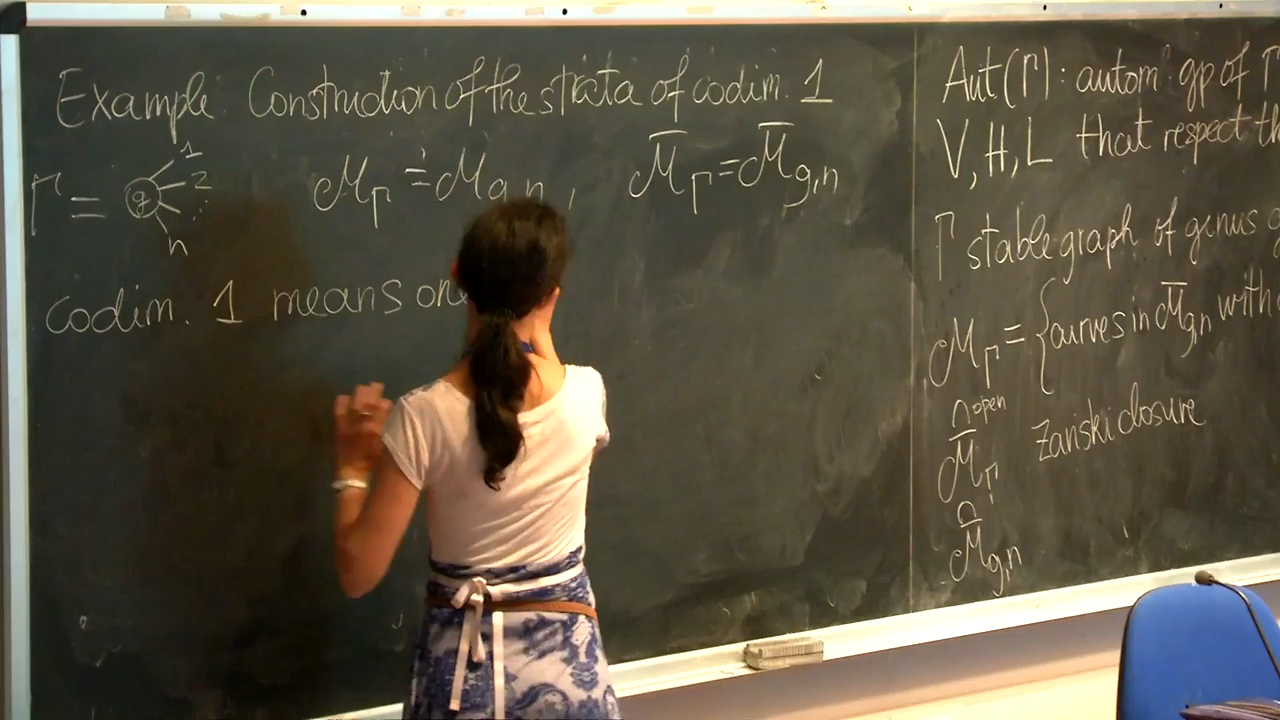 Example: Construction of the strata of codim. 1
Γ = g 1 2 ... n
M_Γ = M_g,n , M̅_Γ = M̅_g,n
codim. 1 means one
Aut(Γ): autom. gp of Γ
V, H, L that respect th
Γ stable graph of genus g
M_Γ = { curves in M̅_g,n with
∩ open
M̅_Γ Zariski closure
∩
M̅_g,n